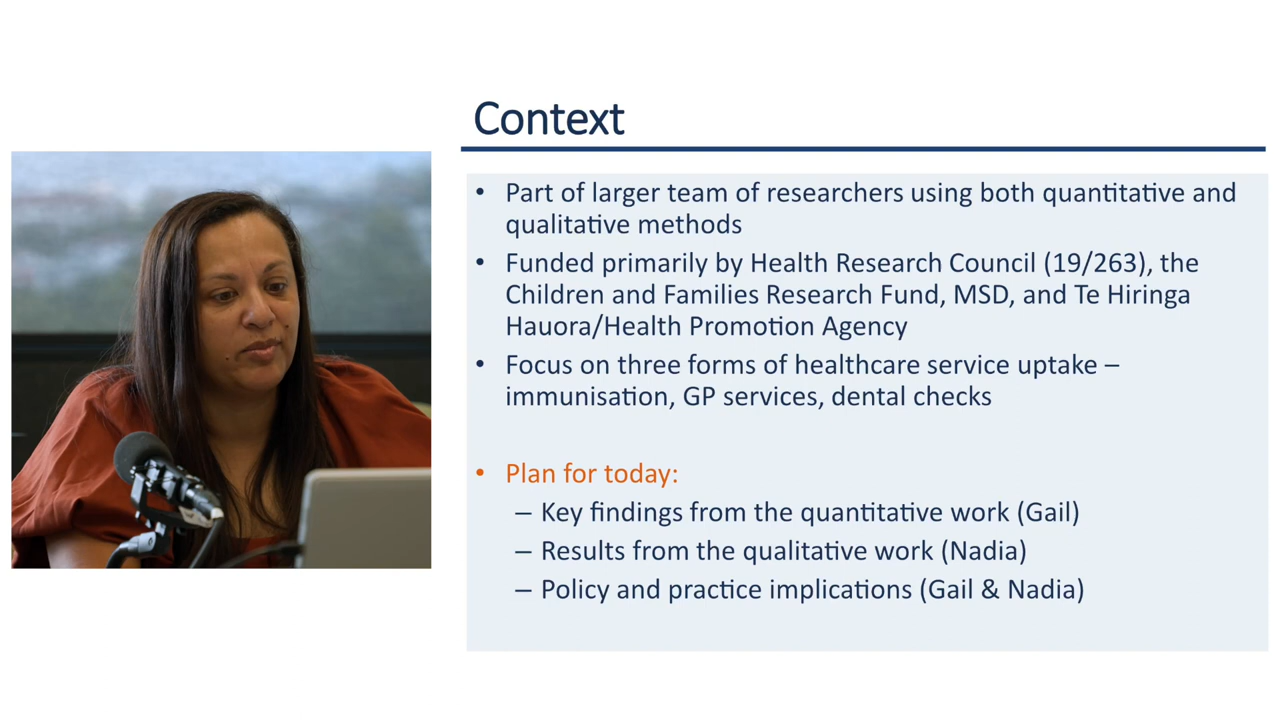 Context
• Part of larger team of researchers using both quantitative and
qualitative methods
• Funded primarily by Health Research Council (19/263), the
Children and Families Research Fund, MSD, and Te Hiringa
Hauora/Health Promotion Agency
• Focus on three forms of healthcare service uptake –
immunisation, GP services, dental checks
• Plan for today:
– Key findings from the quantitative work (Gail)
– Results from the qualitative work (Nadia)
– Policy and practice implications (Gail & Nadia)